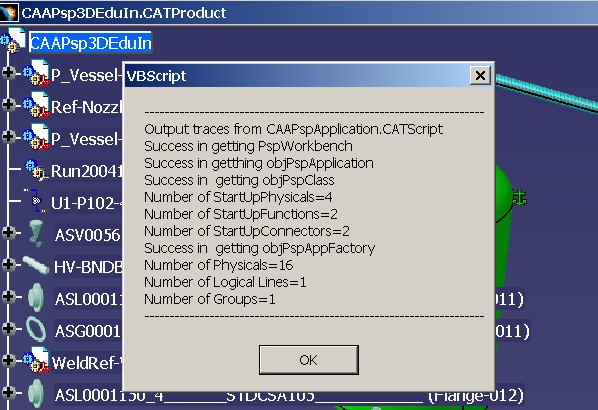 CAAPsp3DEduIn.CATProduct
CAAPsp3DEduIn
P_Vessel-
VBScript
Ref-Nozzl
P_Vessel-
Run20041
U1-P102-
ASV0056
HV-BNDB
ASL0001
011)
ASG0001
011)
WeldRef-
ASL0001130_4________STDCSA105____________ (Flange-012)
--------------------------------------------------------------------
Output traces from CAAPspApplication.CATScript
Success in getting PspWorkbench
Success in getthing objPspApplication
Success in  getting objPspClass
Number of StartUpPhysicals=4
Number of StartUpFunctions=2
Number of StartUpConnectors=2
Success in  getting objPspAppFactory
Number of Physicals=16
Number of Logical Lines=1
Number of Groups=1
--------------------------------------------------------------------
OK